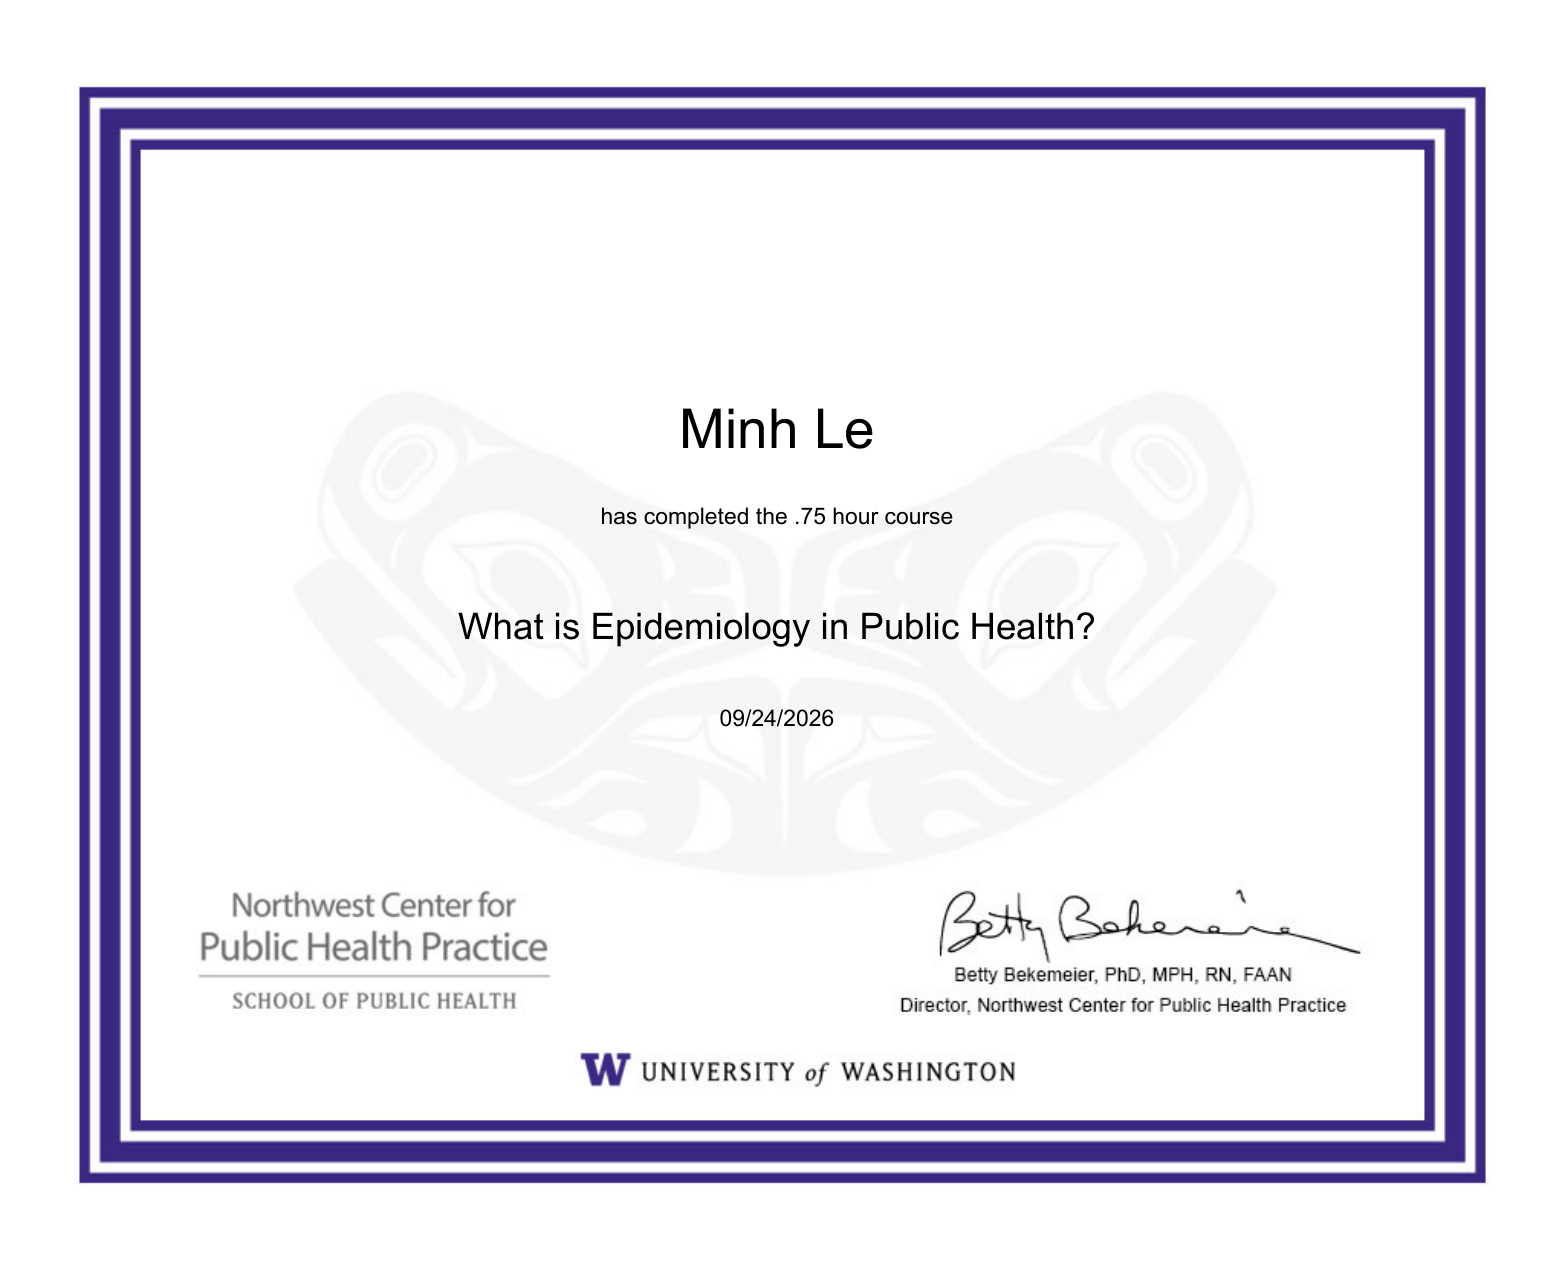 Minh Le
has completed the .75 hour course
What is Epidemiology in Public Health?
09/24/2026
Northwest Center for
Public Health Practice
SCHOOL OF PUBLIC HEALTH
Betty Bekemeier
Betty Bekemeier, PhD, MPH, RN, FAAN
Director, Northwest Center for Public Health Practice
W UNIVERSITY of WASHINGTON